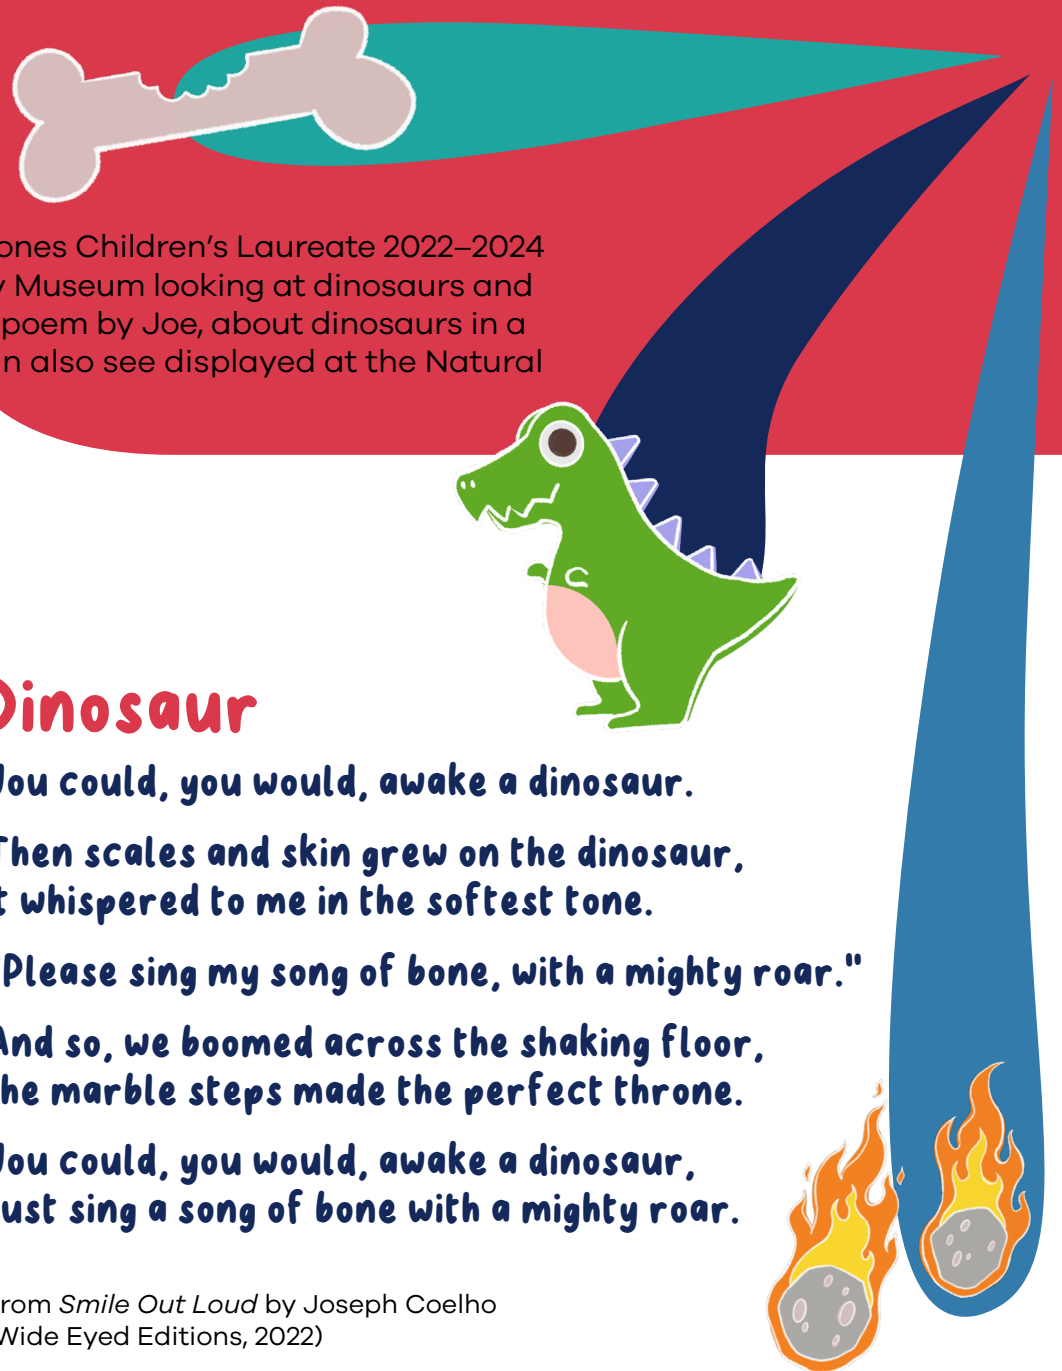 Children's Laureate 2022–2024
Museum looking at dinosaurs and
poem by Joe, about dinosaurs in a
also see displayed at the Natural
Dinosaur
You could, you would, awake a dinosaur.
Then scales and skin grew on the dinosaur,
whispered to me in the softest tone.
"Please sing my song of bone, with a mighty roar."
And so, we boomed across the shaking floor,
he marble steps made the perfect throne.
You could, you would, awake a dinosaur,
ust sing a song of bone with a mighty roar.
rom Smile Out Loud by Joseph Coelho
Wide Eyed Editions, 2022)